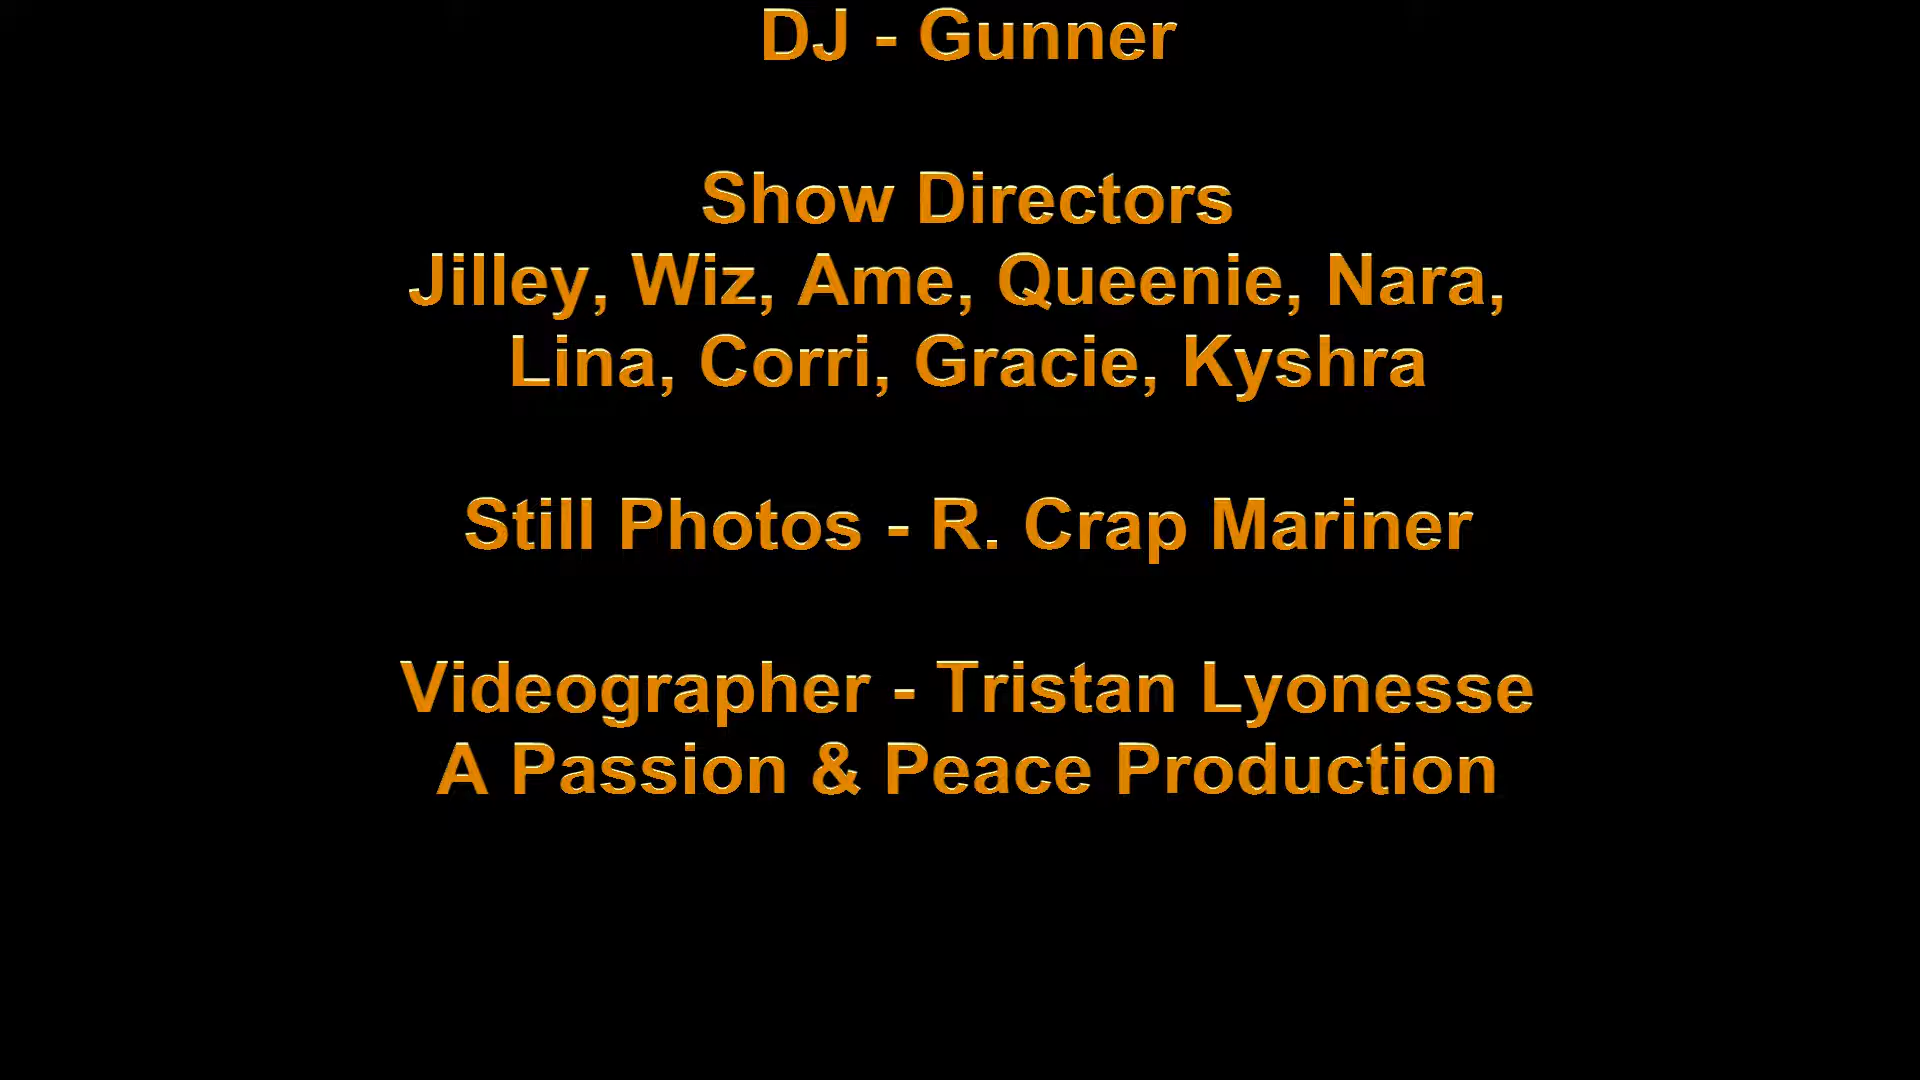 DJ - Gunner
Show Directors
Jilley, Wiz, Ame, Queenie, Nara,
Lina, Corri, Gracie, Kyshra
Still Photos - R. Crap Mariner
Videographer - Tristan Lyonesse
A Passion & Peace Production